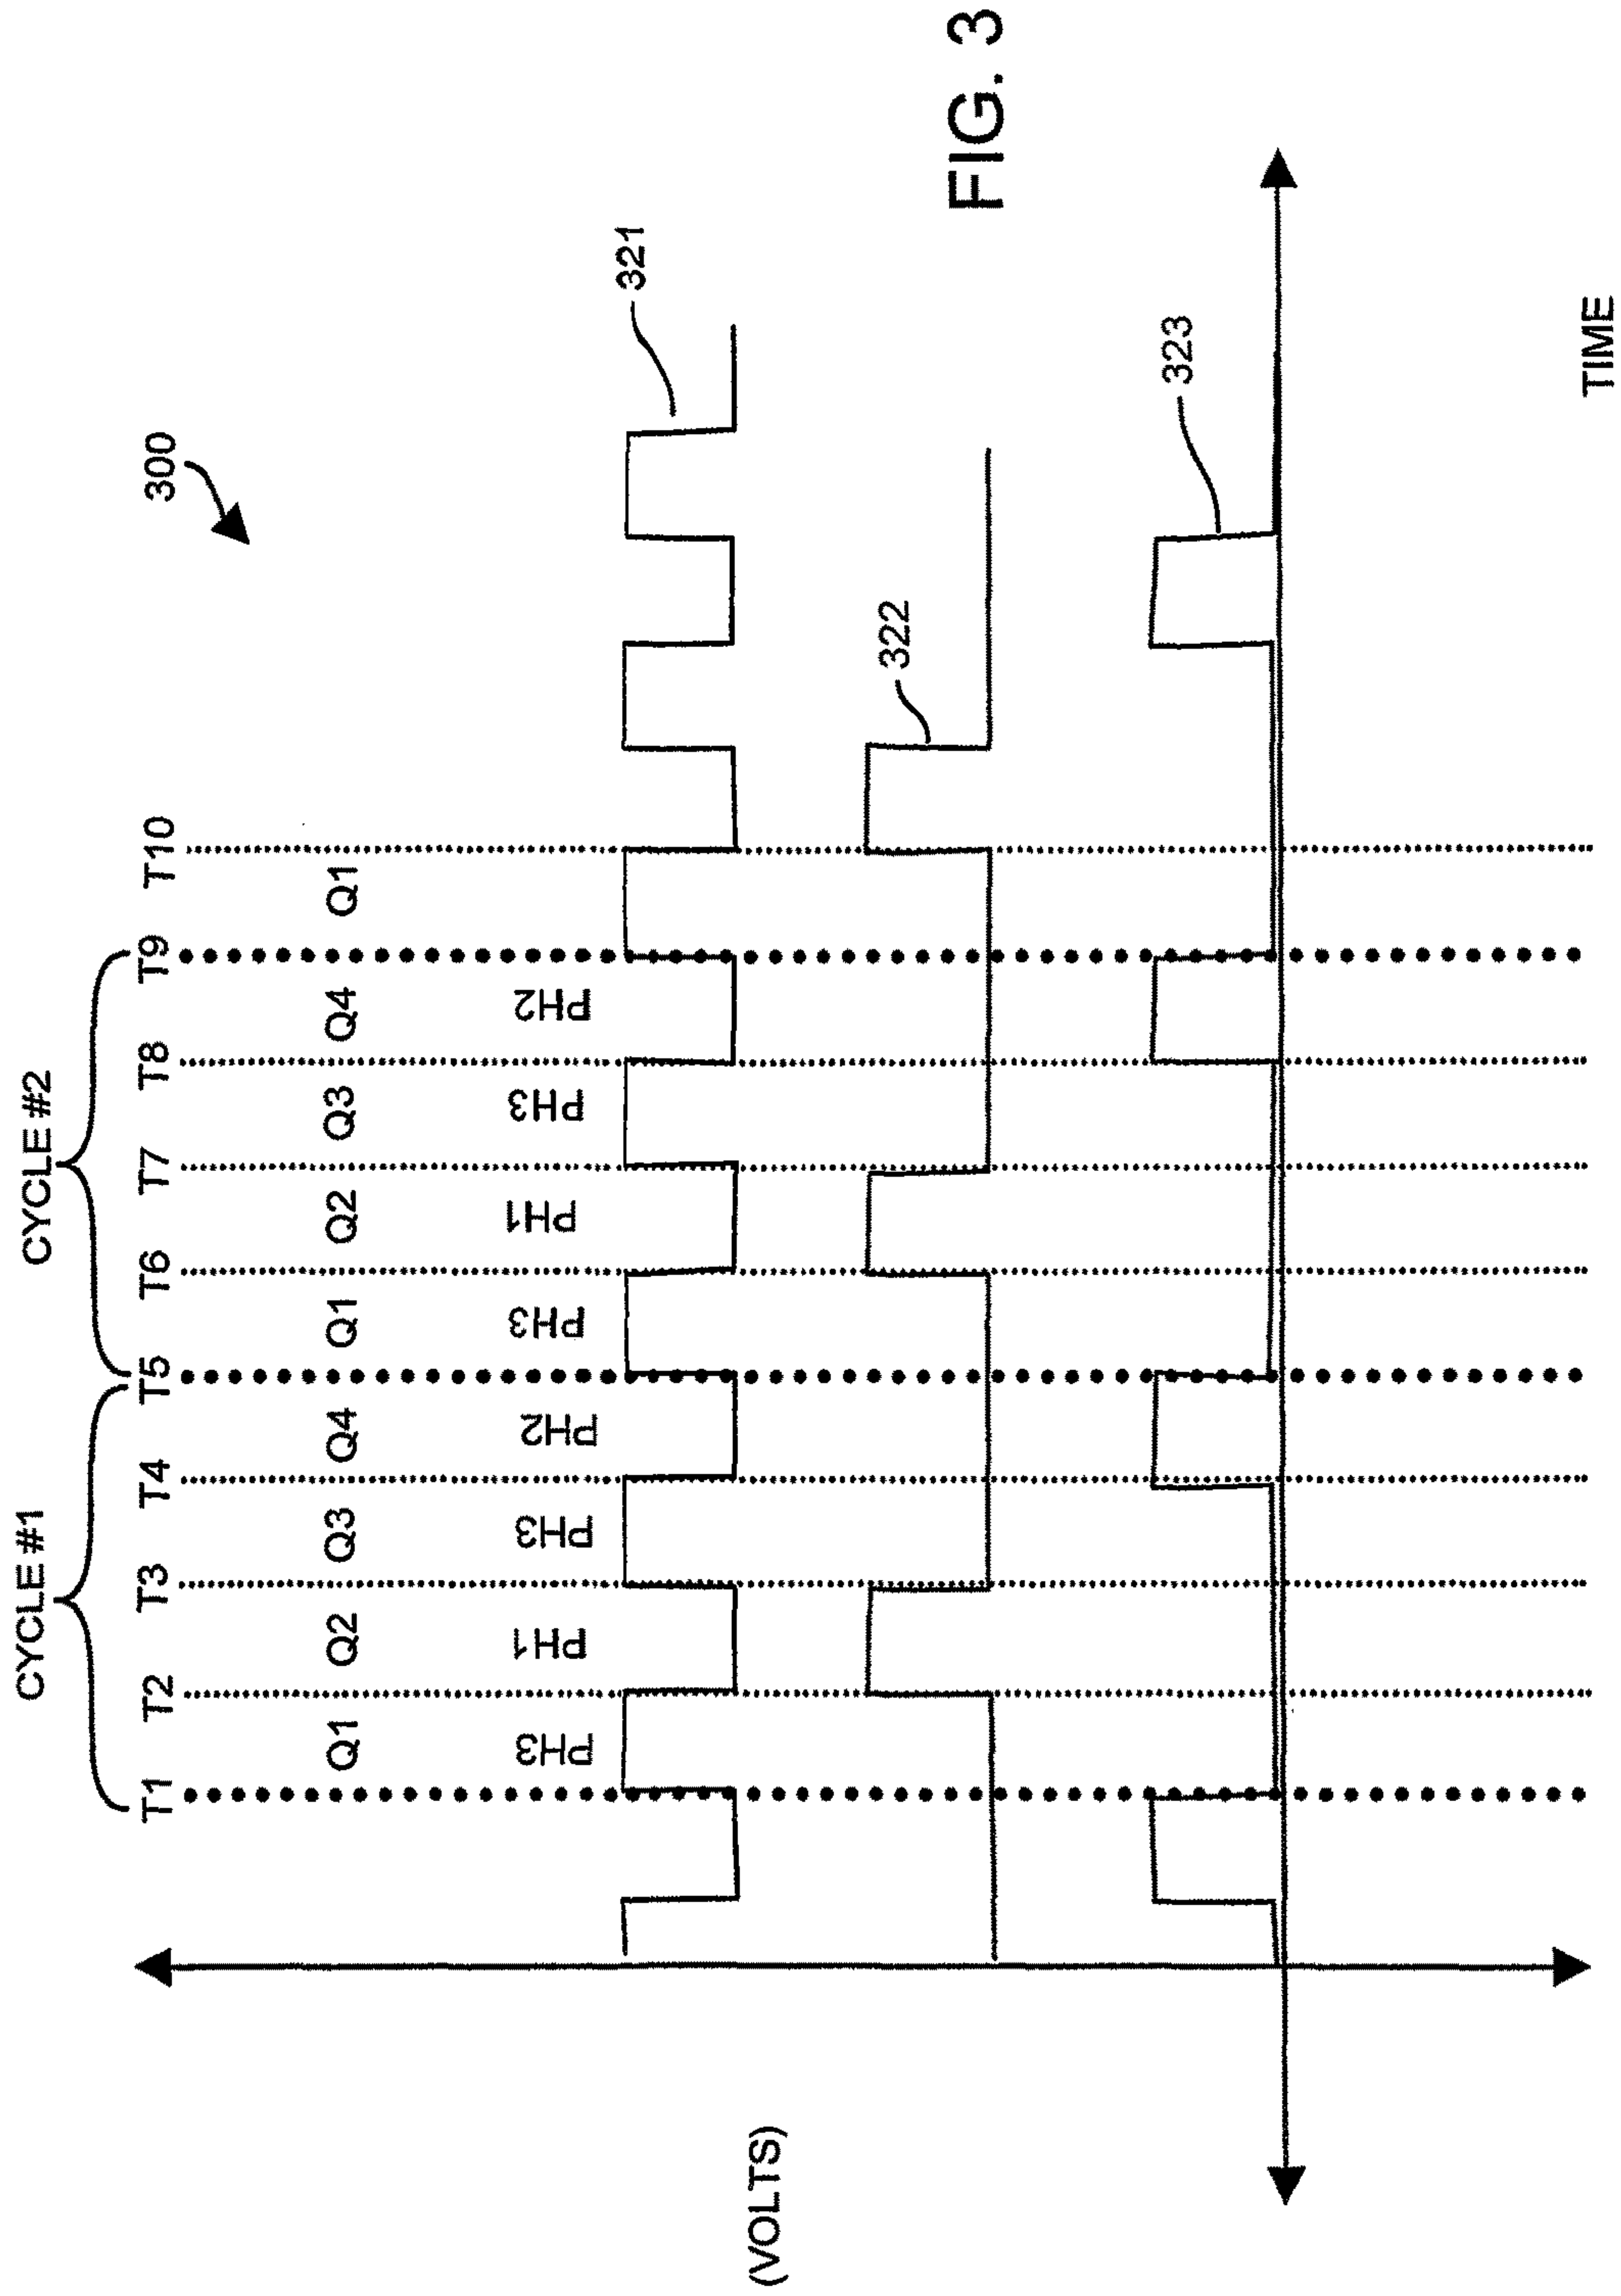 CYCLE #1 CYCLE #2
T1 T2 T3 T4 T5 T6 T7 T8 T9 T10 300
Q1 Q2 Q3 Q4 Q1 Q2 Q3 Q4 Q1
PH3 PH1 PH3 PH2 PH3 PH1 PH3 PH2
321
(VOLTS)
322
FIG. 3
323
TIME